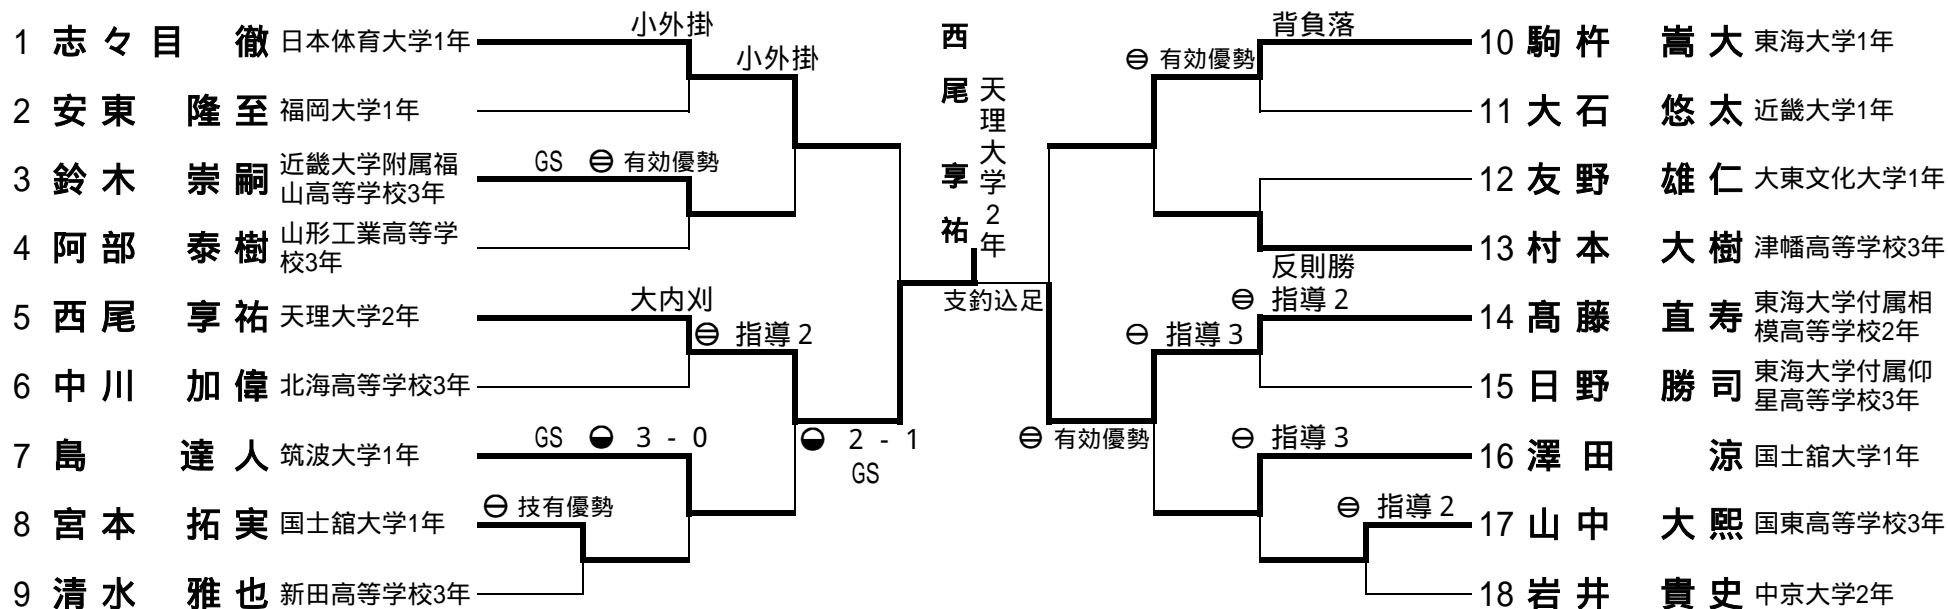 1 志々目 徹 日本体育大学1年
2 安東 隆至 福岡大学1年
3 鈴木 崇嗣 近畿大学附属福
山高等学校3年
4 阿部 泰樹 山形工業高等学
校3年
5 西尾 享祐 天理大学2年
6 中川 加偉 北海高等学校3年
7 島 達人 筑波大学1年
8 宮本 拓実 国士舘大学1年
9 清水 雅也 新田高等学校3年
小外掛
小外掛
GS 有効優勢
大内刈
指導2
GS 3 - 0
技有優勢
2 - 1
GS
西尾 享祐
天理大学2年
支釣込足
背負落
有効優勢
反則勝
指導2
指導3
有効優勢
指導3
指導2
10 駒杵 嵩大 東海大学1年
11 大石 悠太 近畿大学1年
12 友野 雄仁 大東文化大学1年
13 村本 大樹 津幡高等学校3年
14 髙藤 直寿 東海大学付属相
模高等学校2年
15 日野 勝司 東海大学付属仰
星高等学校3年
16 澤田 涼 国士舘大学1年
17 山中 大熙 国東高等学校3年
18 岩井 貴史 中京大学2年